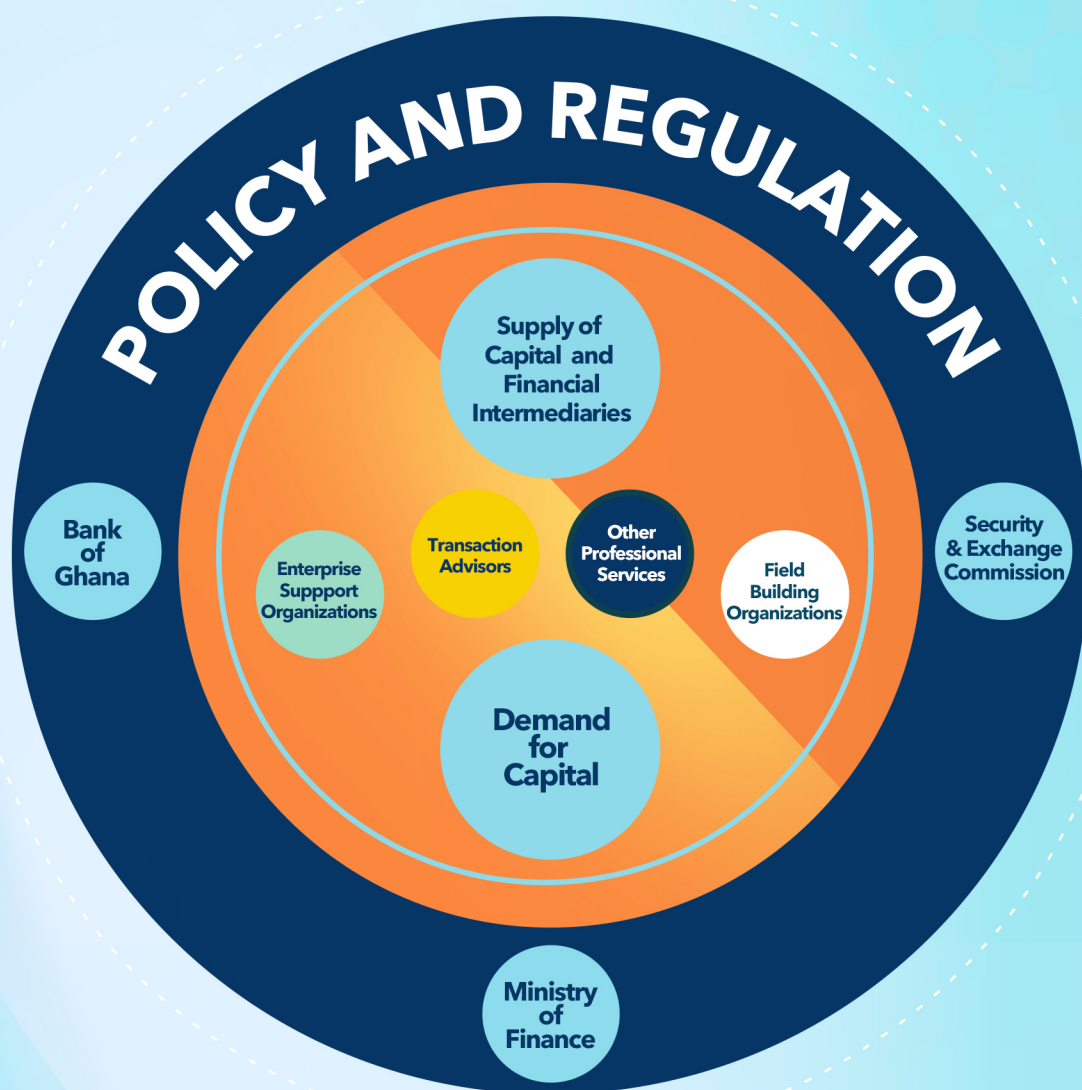 POLICY AND REGULATION
Supply of
Capital and
Financial
Intermediaries
Bank
of
Ghana
Enterprise
Suppport
Organizations
Transaction
Advisors
Other
Professional
Services
Field
Building
Organizations
Security
& Exchange
Commission
Demand
for
Capital
Ministry
of
Finance